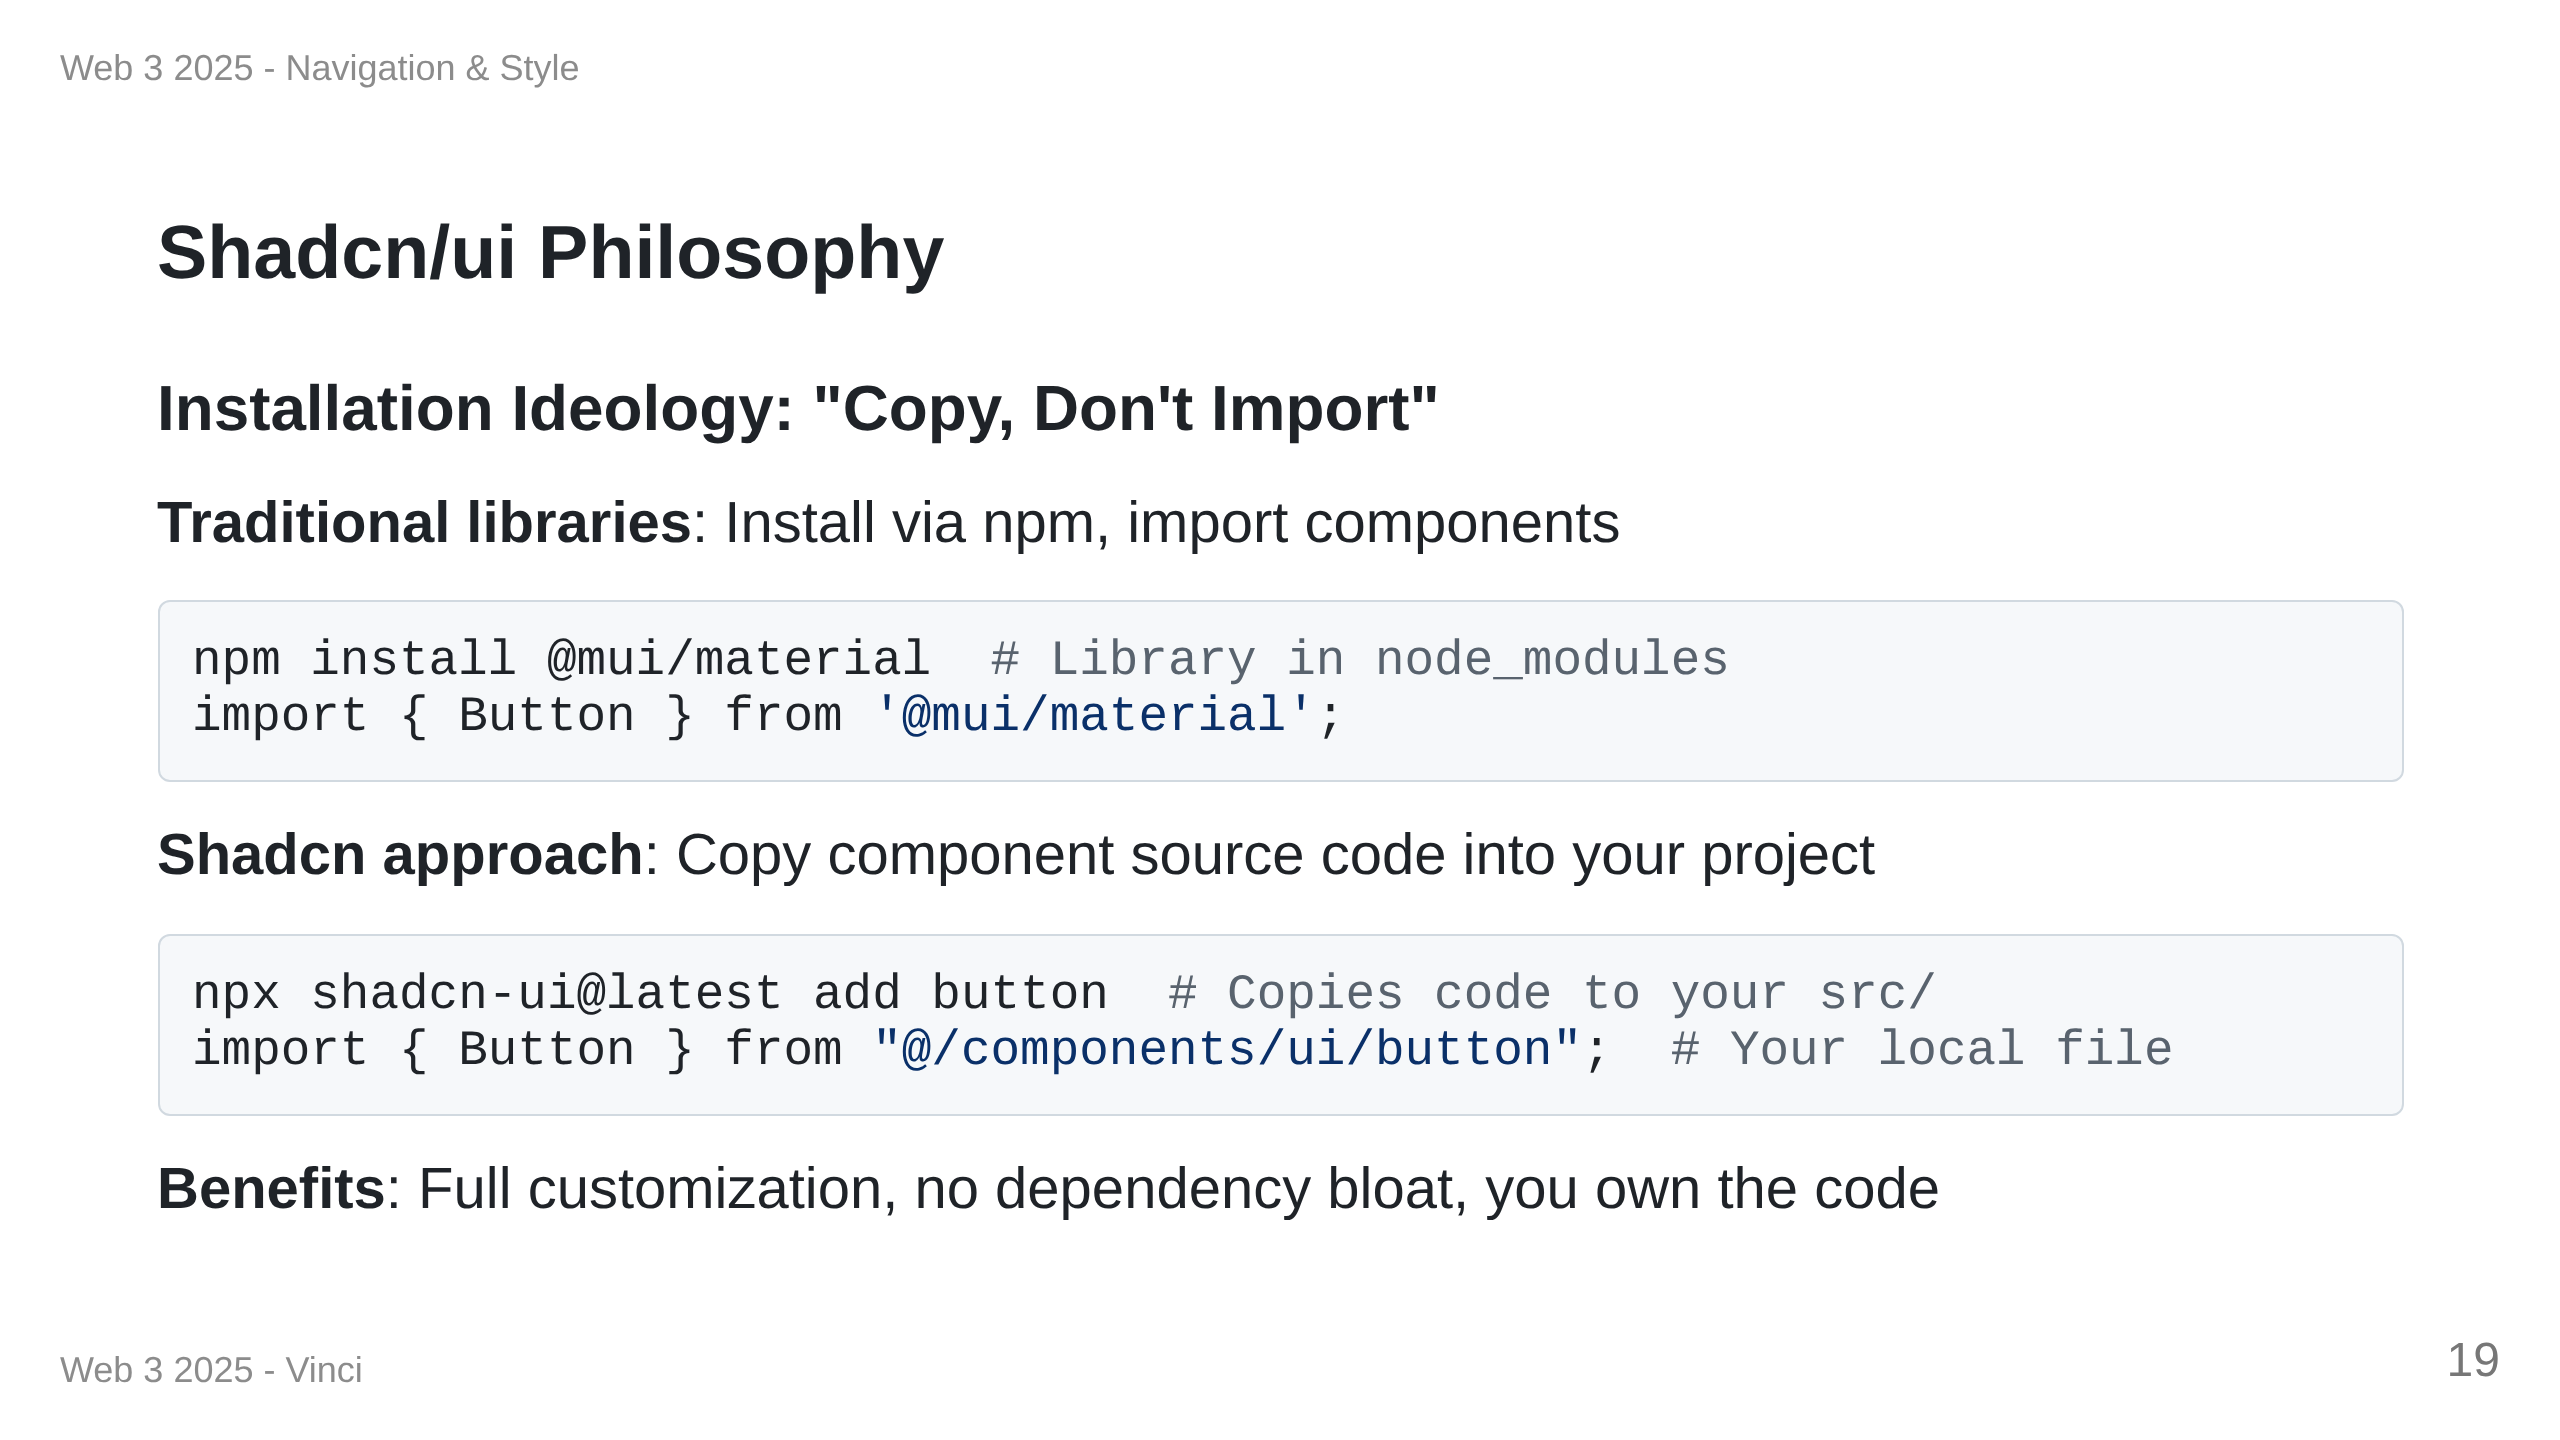 Web 3 2025 - Navigation & Style
Shadcn/ui Philosophy
Installation Ideology: "Copy, Don't Import"
Traditional libraries: Install via npm, import components
npm install @mui/material  # Library in node_modules
import { Button } from '@mui/material';
Shadcn approach: Copy component source code into your project
npx shadcn-ui@latest add button  # Copies code to your src/
import { Button } from "@/components/ui/button";  # Your local file
Benefits: Full customization, no dependency bloat, you own the code
Web 3 2025 - Vinci
19